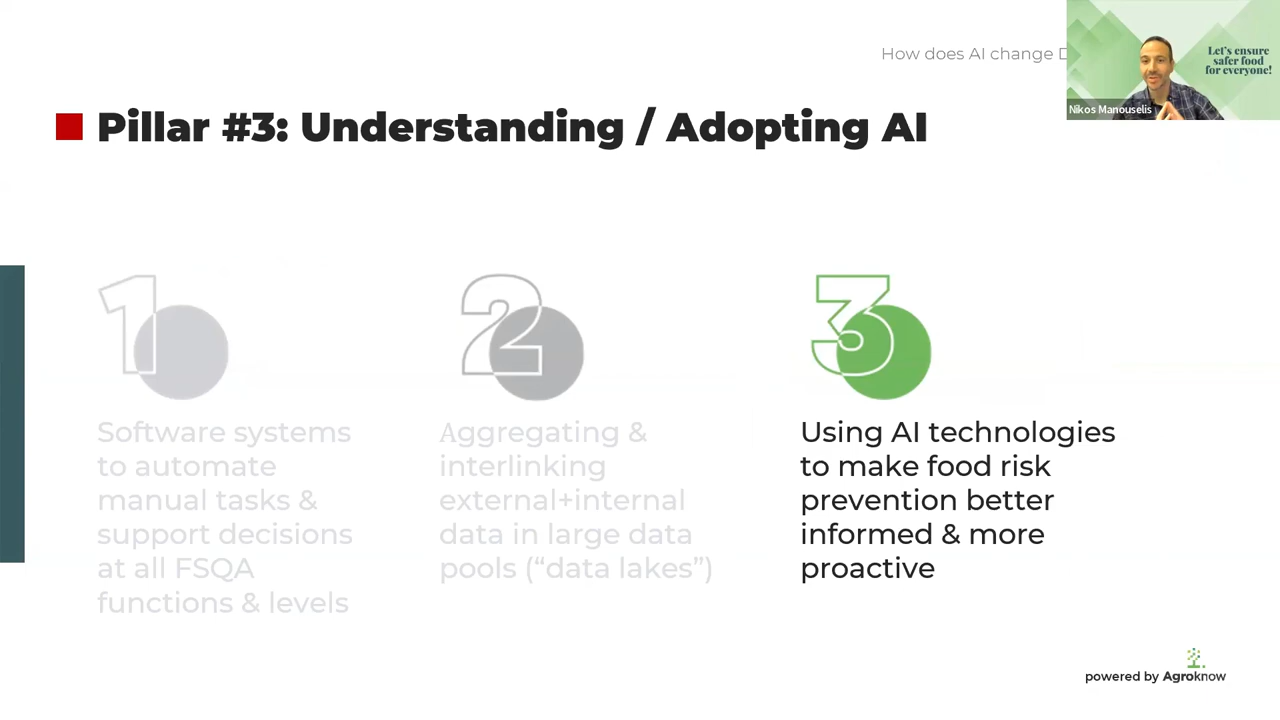 How does AI change D
Let's ensure
safer food
for everyone!
Nikos Manouselis
Pillar #3: Understanding / Adopting AI
1
Software systems
to automate
manual tasks &
support decisions
at all FSQA
functions & levels
2
Aggregating &
interlinking
external+internal
data in large data
pools (“data lakes”)
3
Using AI technologies
to make food risk
prevention better
informed & more
proactive
powered by Agroknow